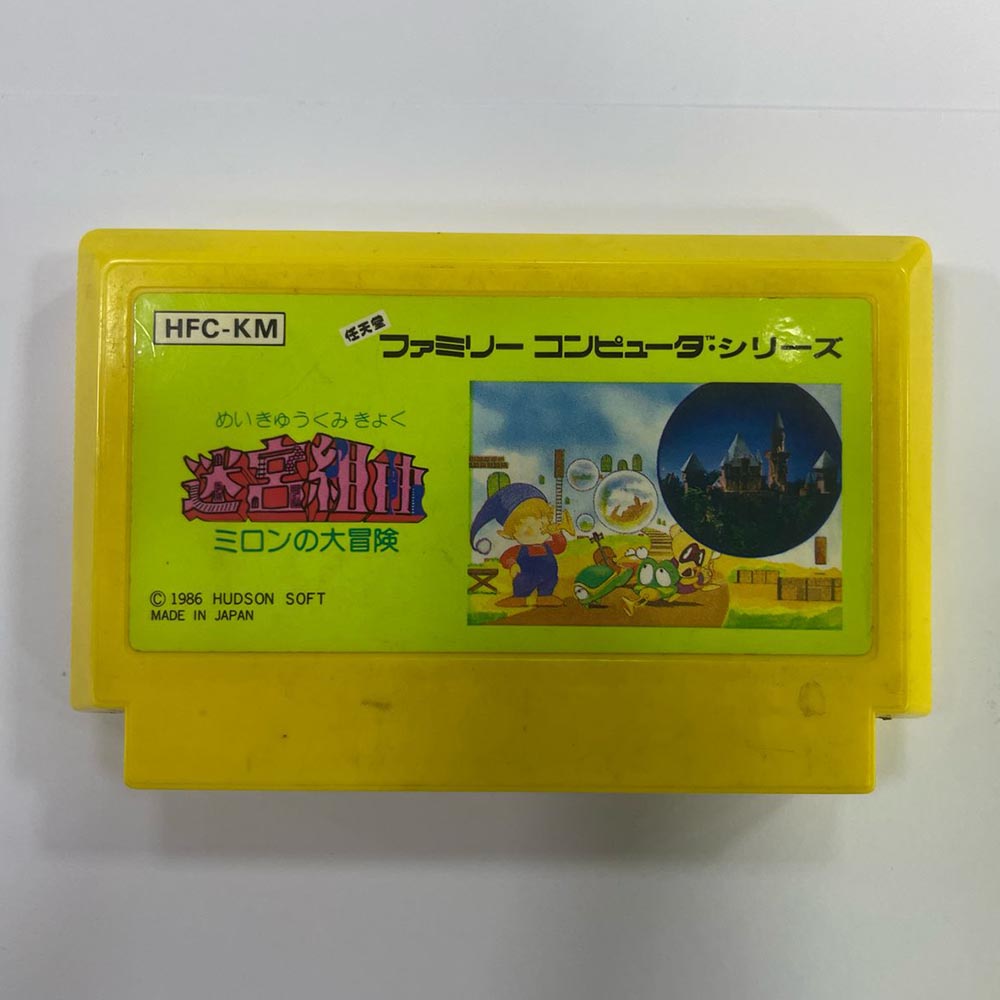 HFC-KM
任天堂
ファミリー コンピュータ™・シリーズ
めいきゅうくみきょく
迷宮組曲
ミロンの大冒険
© 1986 HUDSON SOFT
MADE IN JAPAN